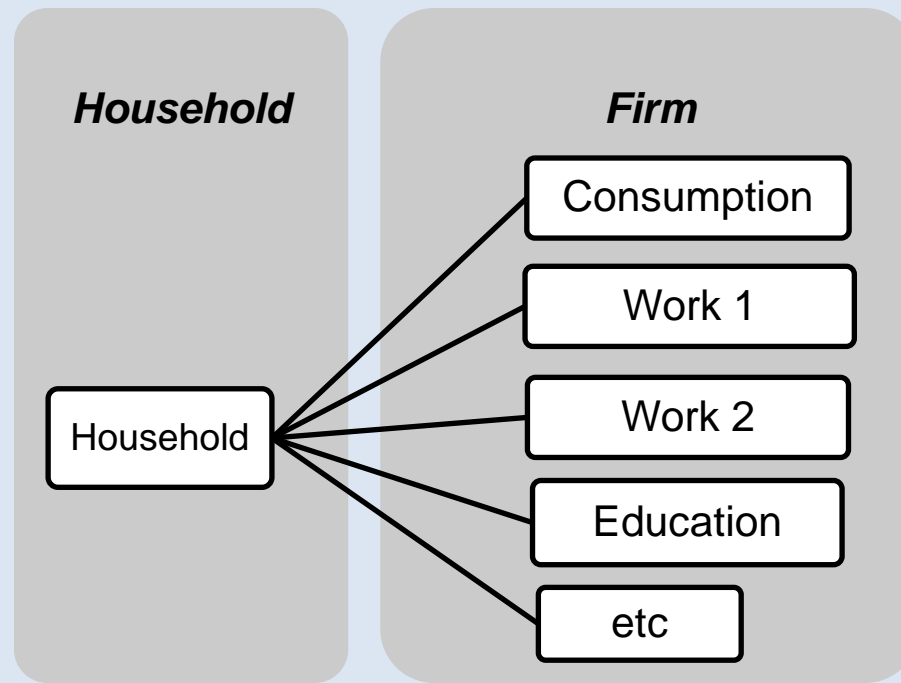 Household
Firm
Consumption
Work 1
Work 2
Household
Education
etc